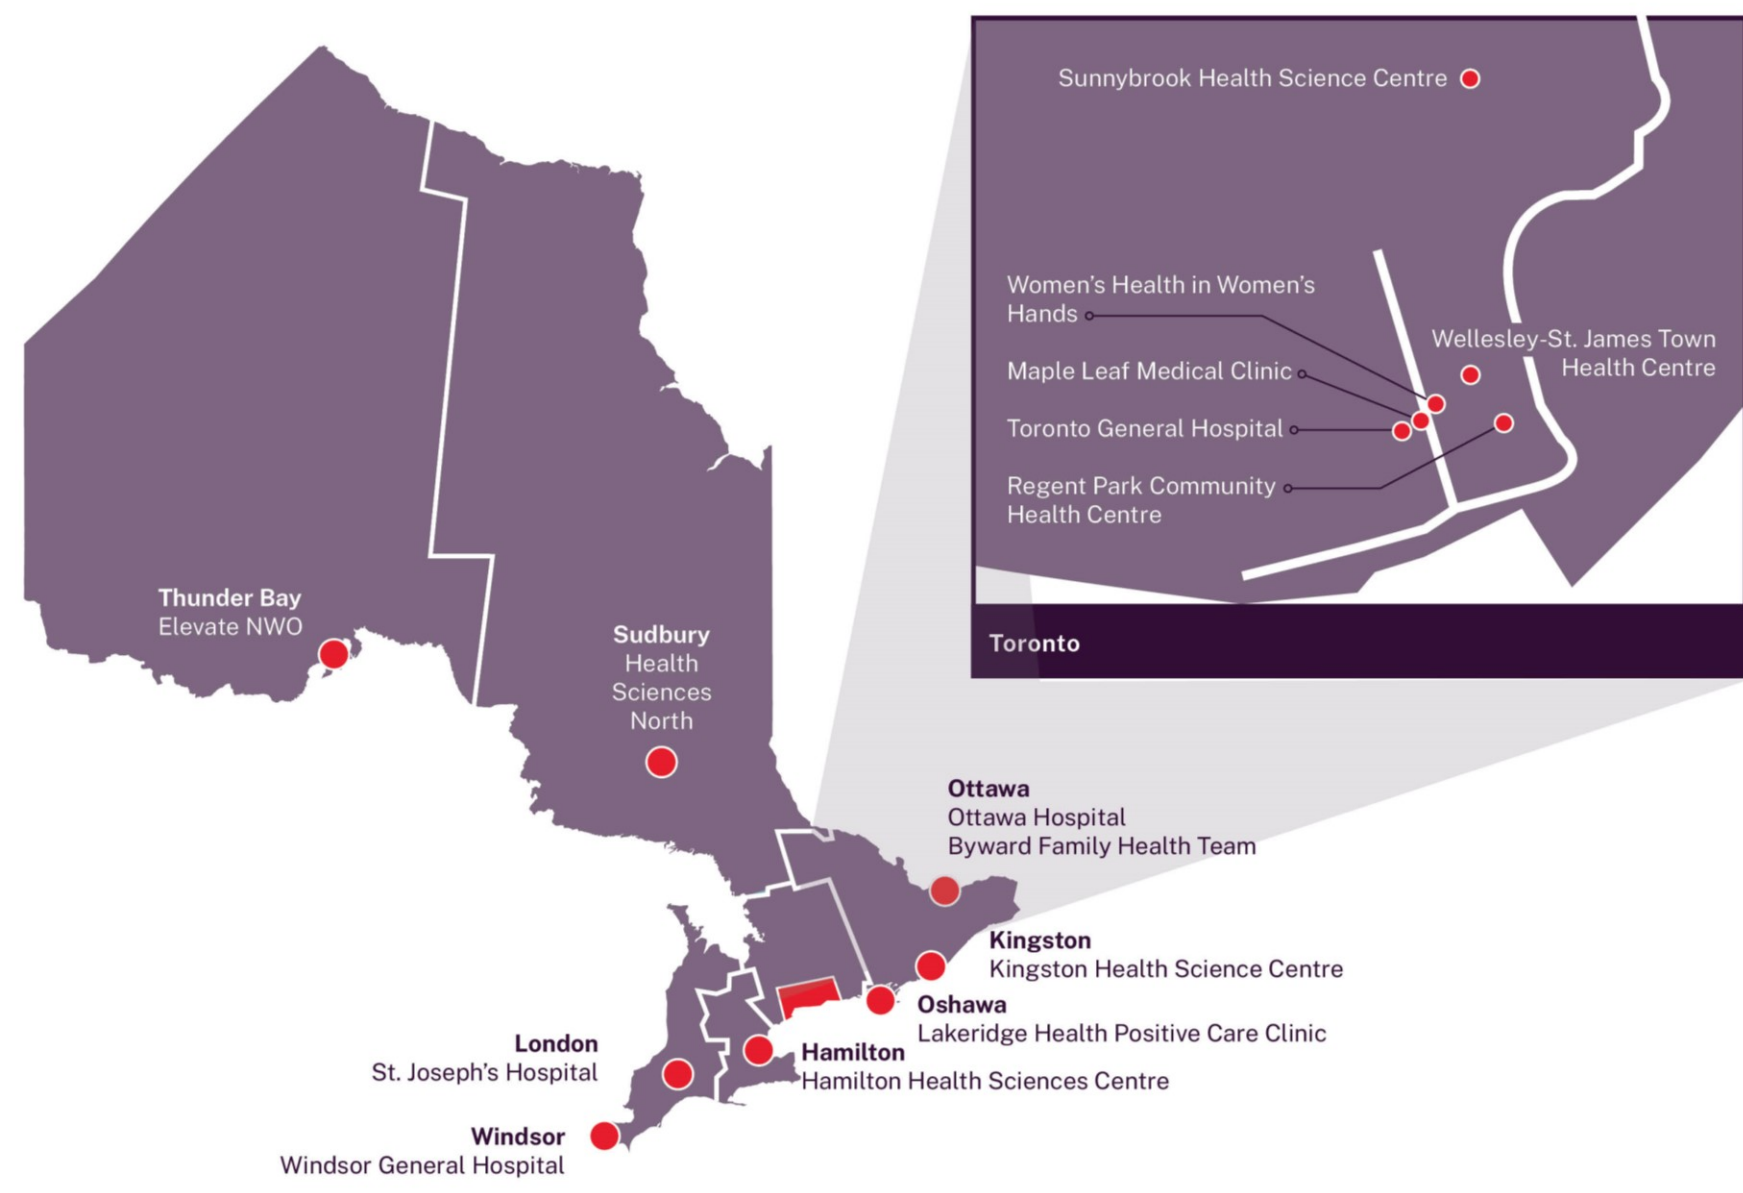 Sunnybrook Health Science Centre
Women's Health in Women's
Hands
Wellesley-St. James Town
Health Centre
Maple Leaf Medical Clinic
Toronto General Hospital
Regent Park Community
Health Centre
Toronto
Thunder Bay
Elevate NWO
Sudbury
Health
Sciences
North
Ottawa
Ottawa Hospital
Byward Family Health Team
Kingston
Kingston Health Science Centre
Oshawa
Lakeridge Health Positive Care Clinic
Hamilton
Hamilton Health Sciences Centre
London
St. Joseph's Hospital
Windsor
Windsor General Hospital